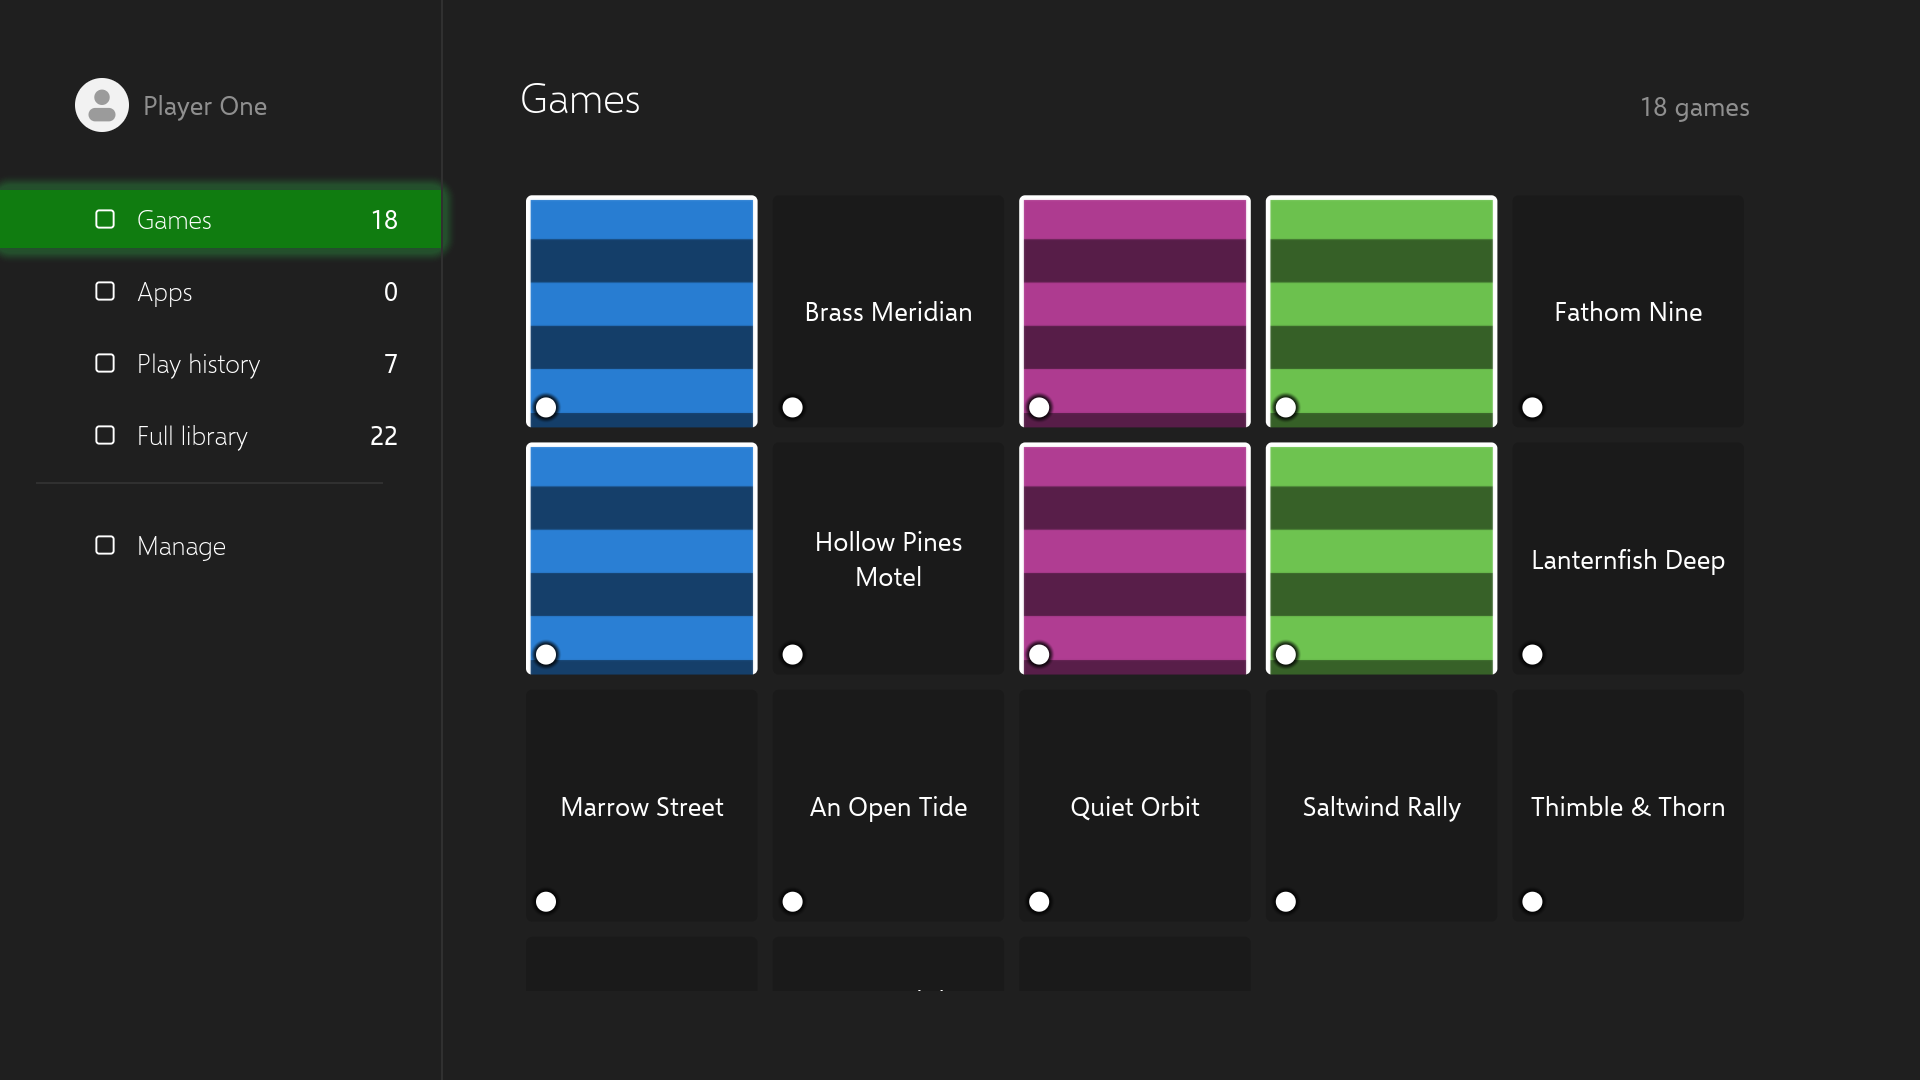 Player One
Games 18
Apps 0
Play history 7
Full library 22
Manage
Games
18 games
Brass Meridian
Fathom Nine
Hollow Pines
Motel
Lanternfish Deep
Marrow Street
An Open Tide
Quiet Orbit
Saltwind Rally
Thimble & Thorn